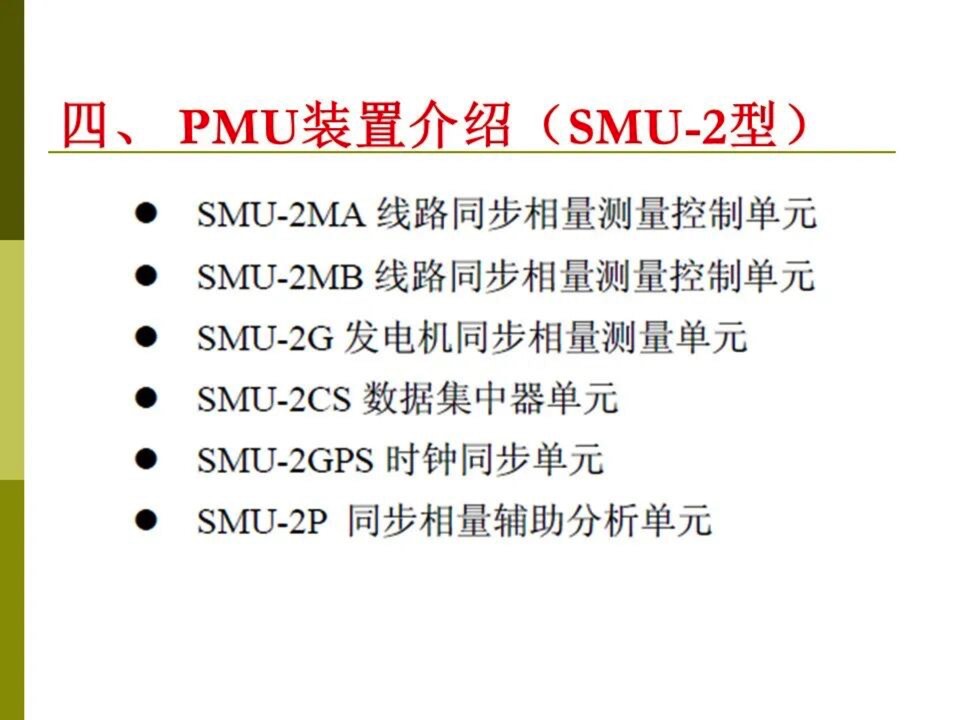 四、 PMU装置介绍（SMU-2型）
● SMU-2MA 线路同步相量测量控制单元
● SMU-2MB 线路同步相量测量控制单元
● SMU-2G 发电机同步相量测量单元
● SMU-2CS 数据集中器单元
● SMU-2GPS 时钟同步单元
● SMU-2P 同步相量辅助分析单元